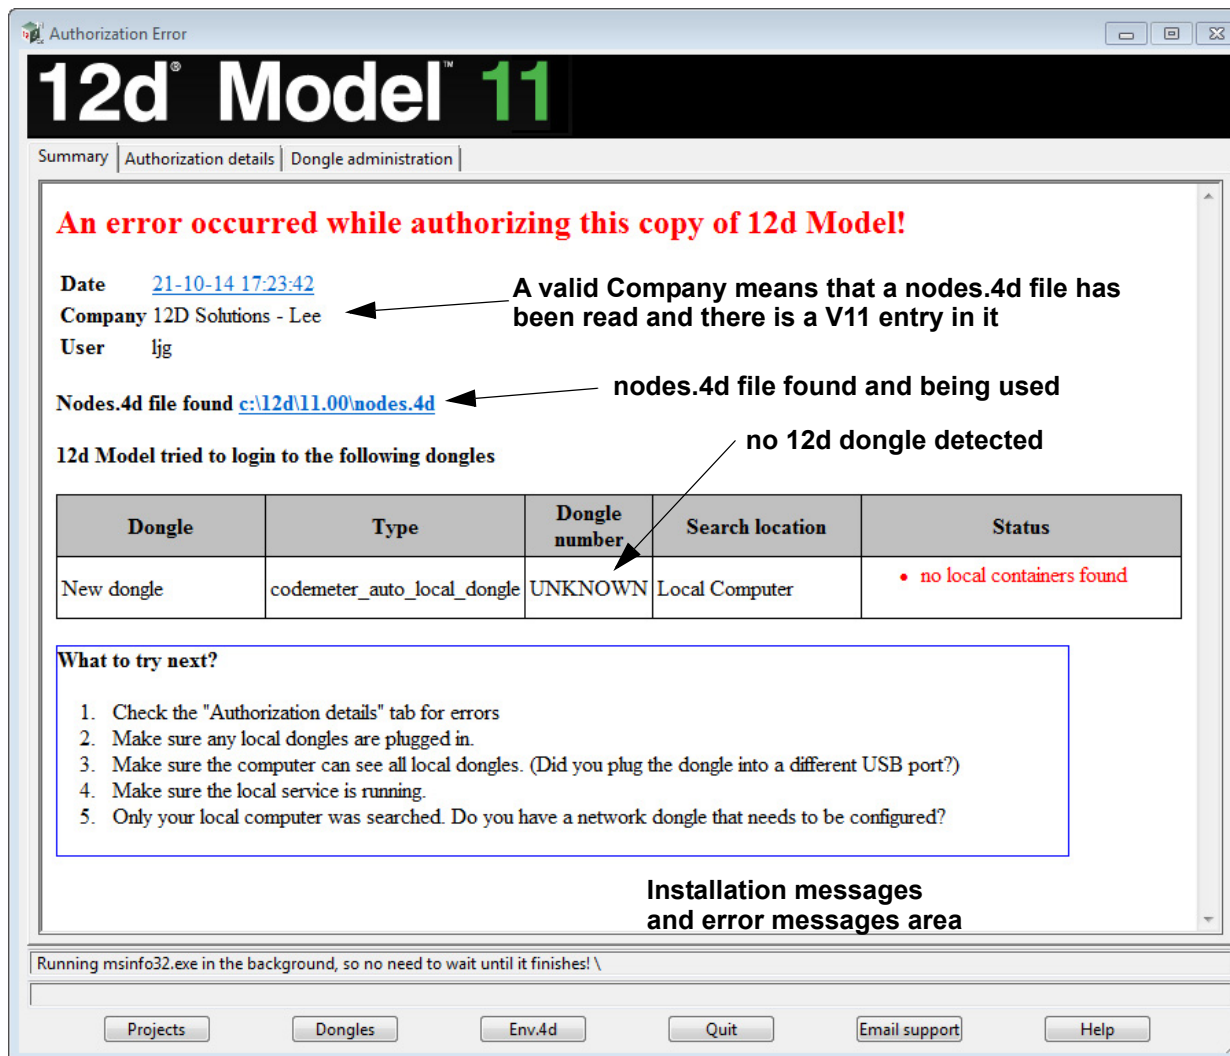 Authorization Error
12d® Model™ 11
Summary Authorization details Dongle administration
An error occurred while authorizing this copy of 12d Model!
Date 21-10-14 17:23:42
Company 12D Solutions - Lee
User ljg
A valid Company means that a nodes.4d file has
been read and there is a V11 entry in it
Nodes.4d file found c:\12d\11.00\nodes.4d
nodes.4d file found and being used
no 12d dongle detected
12d Model tried to login to the following dongles
Dongle Type Dongle number Search location Status
New dongle codemeter_auto_local_dongle UNKNOWN Local Computer • no local containers found
What to try next?
1. Check the "Authorization details" tab for errors
2. Make sure any local dongles are plugged in.
3. Make sure the computer can see all local dongles. (Did you plug the dongle into a different USB port?)
4. Make sure the local service is running.
5. Only your local computer was searched. Do you have a network dongle that needs to be configured?
Installation messages
and error messages area
Running msinfo32.exe in the background, so no need to wait until it finishes! \
Projects Dongles Env.4d Quit Email support Help